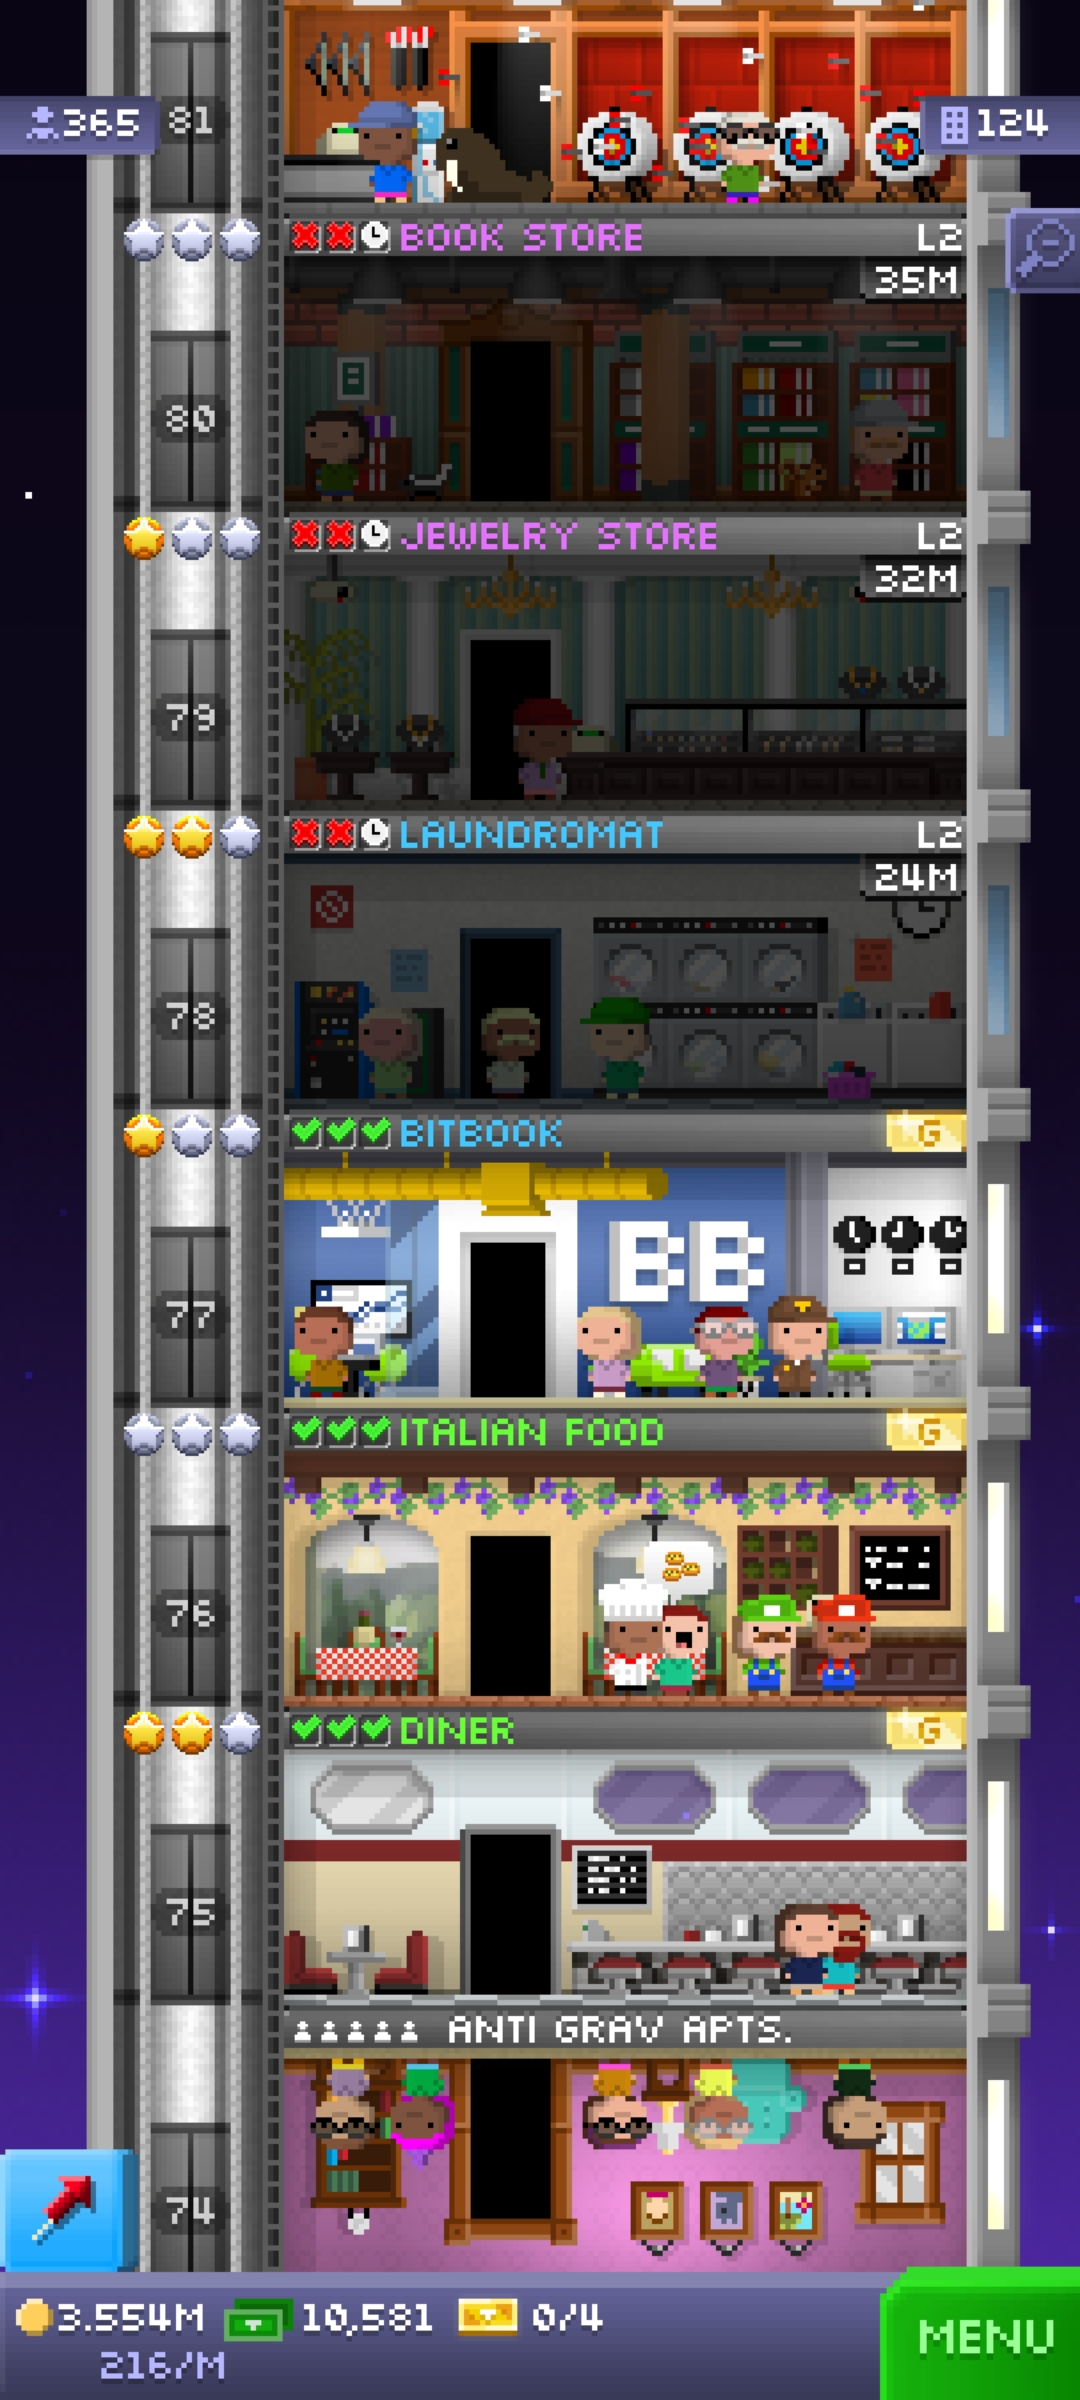 365
81
124
BOOK STORE
L2
35M
80
JEWELRY STORE
L2
32M
79
LAUNDROMAT
L2
24M
78
BITBOOK
G
BB
77
ITALIAN FOOD
G
76
DINER
G
75
ANTI GRAV APTS.
74
3.554M
10,581
0/4
216/M
MENU